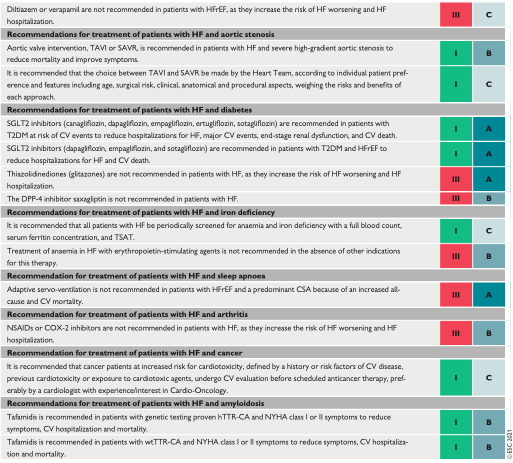 Diltiazem or verapamil are not recommended in patients with HFrEF, as they increase the risk of HF worsening and HF
hospitalization.
III C
Recommendations for treatment of patients with HF and aortic stenosis
Aortic valve intervention, TAVI or SAVR, is recommended in patients with HF and severe high-gradient aortic stenosis to
reduce mortality and improve symptoms.
I B
It is recommended that the choice between TAVI and SAVR be made by the Heart Team, according to individual patient pref-
erence and features including age, surgical risk, clinical, anatomical and procedural aspects, weighing the risks and benefits of
each approach.
I C
Recommendations for treatment of patients with HF and diabetes
SGLT2 inhibitors (canagliflozin, dapagliflozin, empagliflozin, ertugliflozin, sotagliflozin) are recommended in patients with
T2DM at risk of CV events to reduce hospitalizations for HF, major CV events, end-stage renal dysfunction, and CV death.
I A
SGLT2 inhibitors (dapagliflozin, empagliflozin, and sotagliflozin) are recommended in patients with T2DM and HFrEF to
reduce hospitalizations for HF and CV death.
I A
Thiazolidinediones (glitazones) are not recommended in patients with HF, as they increase the risk of HF worsening and HF
hospitalization.
III A
The DPP-4 inhibitor saxagliptin is not recommended in patients with HF.
III B
Recommendations for treatment of patients with HF and iron deficiency
It is recommended that all patients with HF be periodically screened for anaemia and iron deficiency with a full blood count,
serum ferritin concentration, and TSAT.
I C
Treatment of anaemia in HF with erythropoietin-stimulating agents is not recommended in the absence of other indications
for this therapy.
III B
Recommendation for treatment of patients with HF and sleep apnoea
Adaptive servo-ventilation is not recommended in patients with HFrEF and a predominant CSA because of an increased all-
cause and CV mortality.
III A
Recommendation for treatment of patients with HF and arthritis
NSAIDs or COX-2 inhibitors are not recommended in patients with HF, as they increase the risk of HF worsening and HF
hospitalization.
III B
Recommendation for treatment of patients with HF and cancer
It is recommended that cancer patients at increased risk for cardiotoxicity, defined by a history or risk factors of CV disease,
previous cardiotoxicity or exposure to cardiotoxic agents, undergo CV evaluation before scheduled anticancer therapy, pref-
erably by a cardiologist with experience/interest in Cardio-Oncology.
I C
Recommendations for treatment of patients with HF and amyloidosis
Tafamidis is recommended in patients with genetic testing proven hTTR-CA and NYHA class I or II symptoms to reduce
symptoms, CV hospitalization and mortality.
I B
Tafamidis is recommended in patients with wtTTR-CA and NYHA class I or II symptoms to reduce symptoms, CV hospitaliza-
tion and mortality.
I B
© ESC 2021